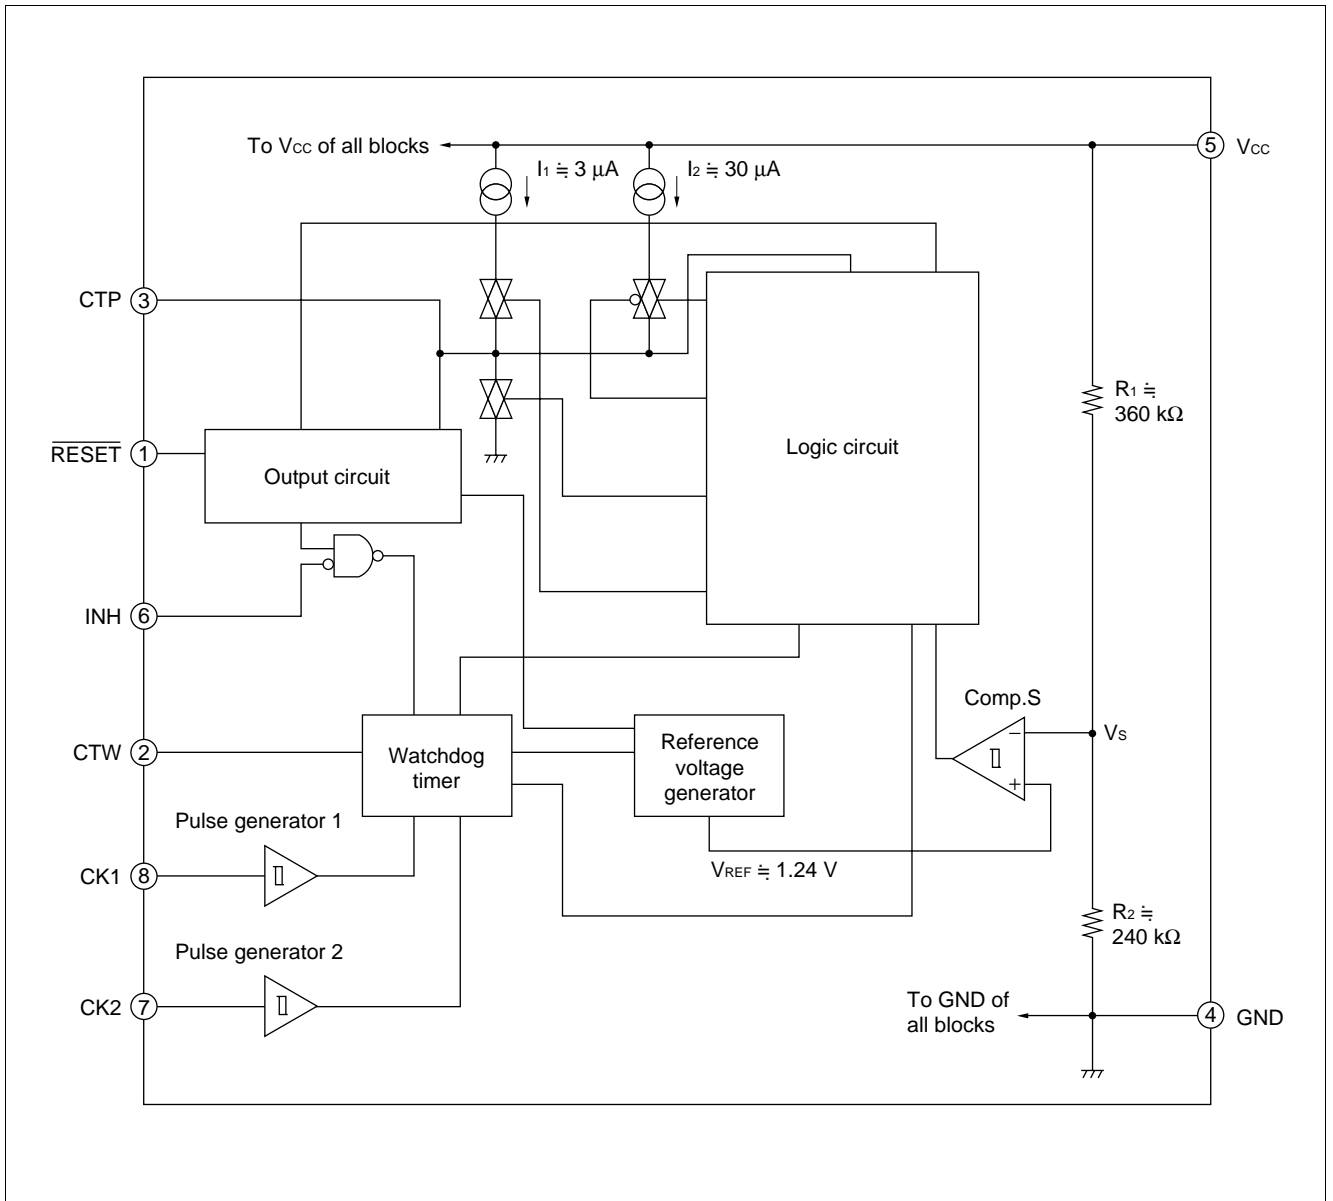 To VCC of all blocks
I1 ≒ 3 μA
I2 ≒ 30 μA
5
VCC
CTP
3
R1 ≒
360 kΩ
RESET
1
Output circuit
Logic circuit
INH
6
Comp.S
CTW
2
Watchdog
timer
Reference
voltage
generator
−
+
VS
Pulse generator 1
CK1
8
VREF ≒ 1.24 V
R2 ≒
240 kΩ
Pulse generator 2
CK2
7
To GND of
all blocks
4
GND